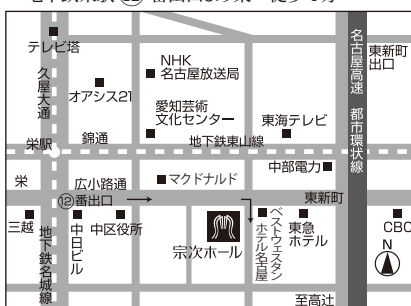 地下鉄栄駅 ⑫ 番出口より東へ徒歩5分
テレビ塔
NHK
名古屋放送局
名古屋高速 都市環状線
東新町
出口
久屋大通
オアシス21
愛知芸術
文化センター
東海テレビ
錦通
地下鉄東山線
栄駅
中部電力
栄
広小路通
マクドナルド
⑫番出口
東新町
三越
地下鉄名城線
中日ビル
中区役所
宗次ホール
ベストウェスタン
ホテル名古屋
東急
ホテル
CBC
N
至高辻